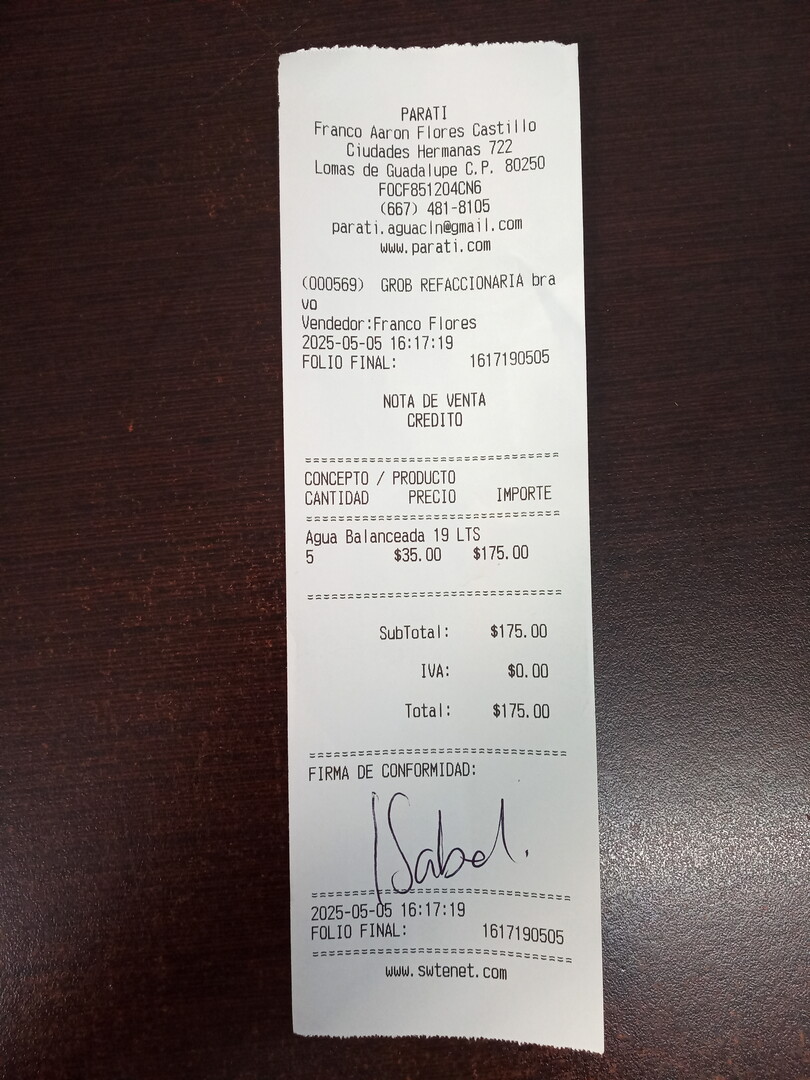 PARATI
Franco Aaron Flores Castillo
Ciudades Hermanas 722
Lomas de Guadalupe C.P. 80250
FOCF851204CN6
(667) 481-8105
parati.aguacln@gmail.com
www.parati.com
(000569) GROB REFACCIONARIA bra
vo
Vendedor:Franco Flores
2025-05-05 16:17:19
FOLIO FINAL: 1617190505
NOTA DE VENTA
CREDITO
================================
CONCEPTO / PRODUCTO
CANTIDAD PRECIO IMPORTE
================================
Agua Balanceada 19 LTS
5 $35.00 $175.00
================================
SubTotal: $175.00
IVA: $0.00
Total: $175.00
================================
FIRMA DE CONFORMIDAD:
Isabel.
================================
2025-05-05 16:17:19
FOLIO FINAL: 1617190505
================================
www.swtenet.com